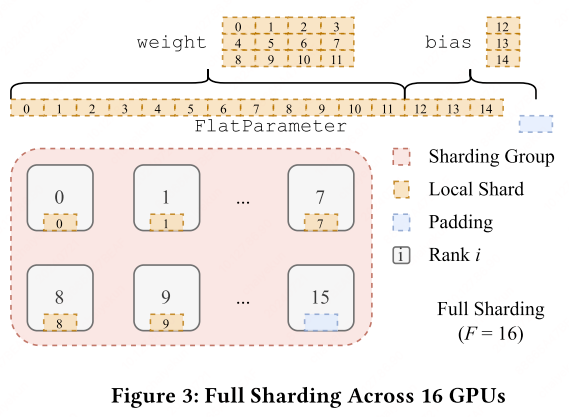 0 1 2 3
weight 4 5 6 7
8 9 10 11
12
bias 13
14
0 1 2 3 4 5 6 7 8 9 10 11 12 13 14
FlatParameter
0 1 ... 7
0 1 7
8 9 ... 15
8 9
Sharding Group
Local Shard
Padding
i Rank i
Full Sharding
(F = 16)
Figure 3: Full Sharding Across 16 GPUs